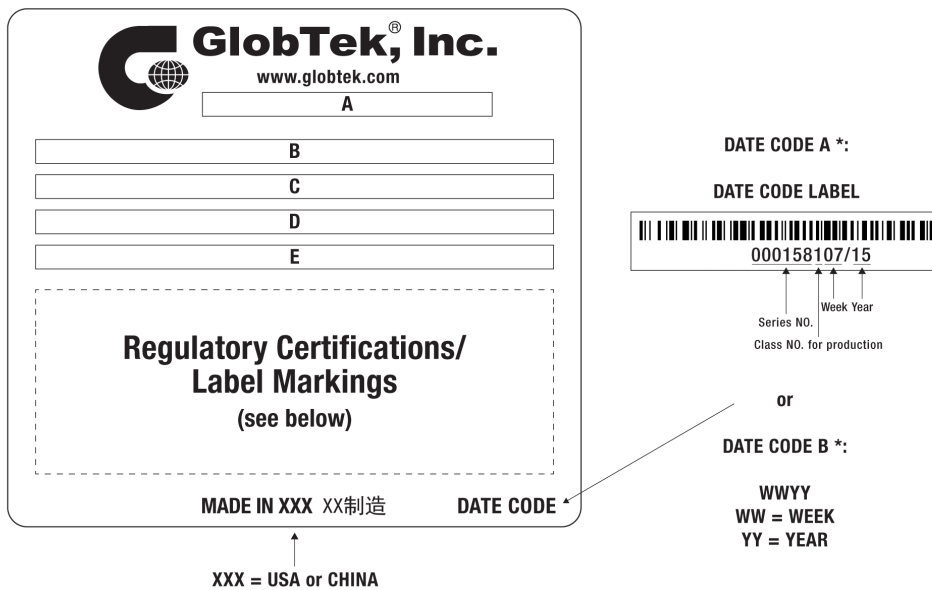 GlobTek,® Inc.
www.globtek.com
A
B
C
D
E
Regulatory Certifications/
Label Markings
(see below)
MADE IN XXX XX制造
DATE CODE
XXX = USA or CHINA
DATE CODE A *:
DATE CODE LABEL
000158107/15
Week Year
Series NO.
Class NO. for production
or
DATE CODE B *:
WWYY
WW = WEEK
YY = YEAR